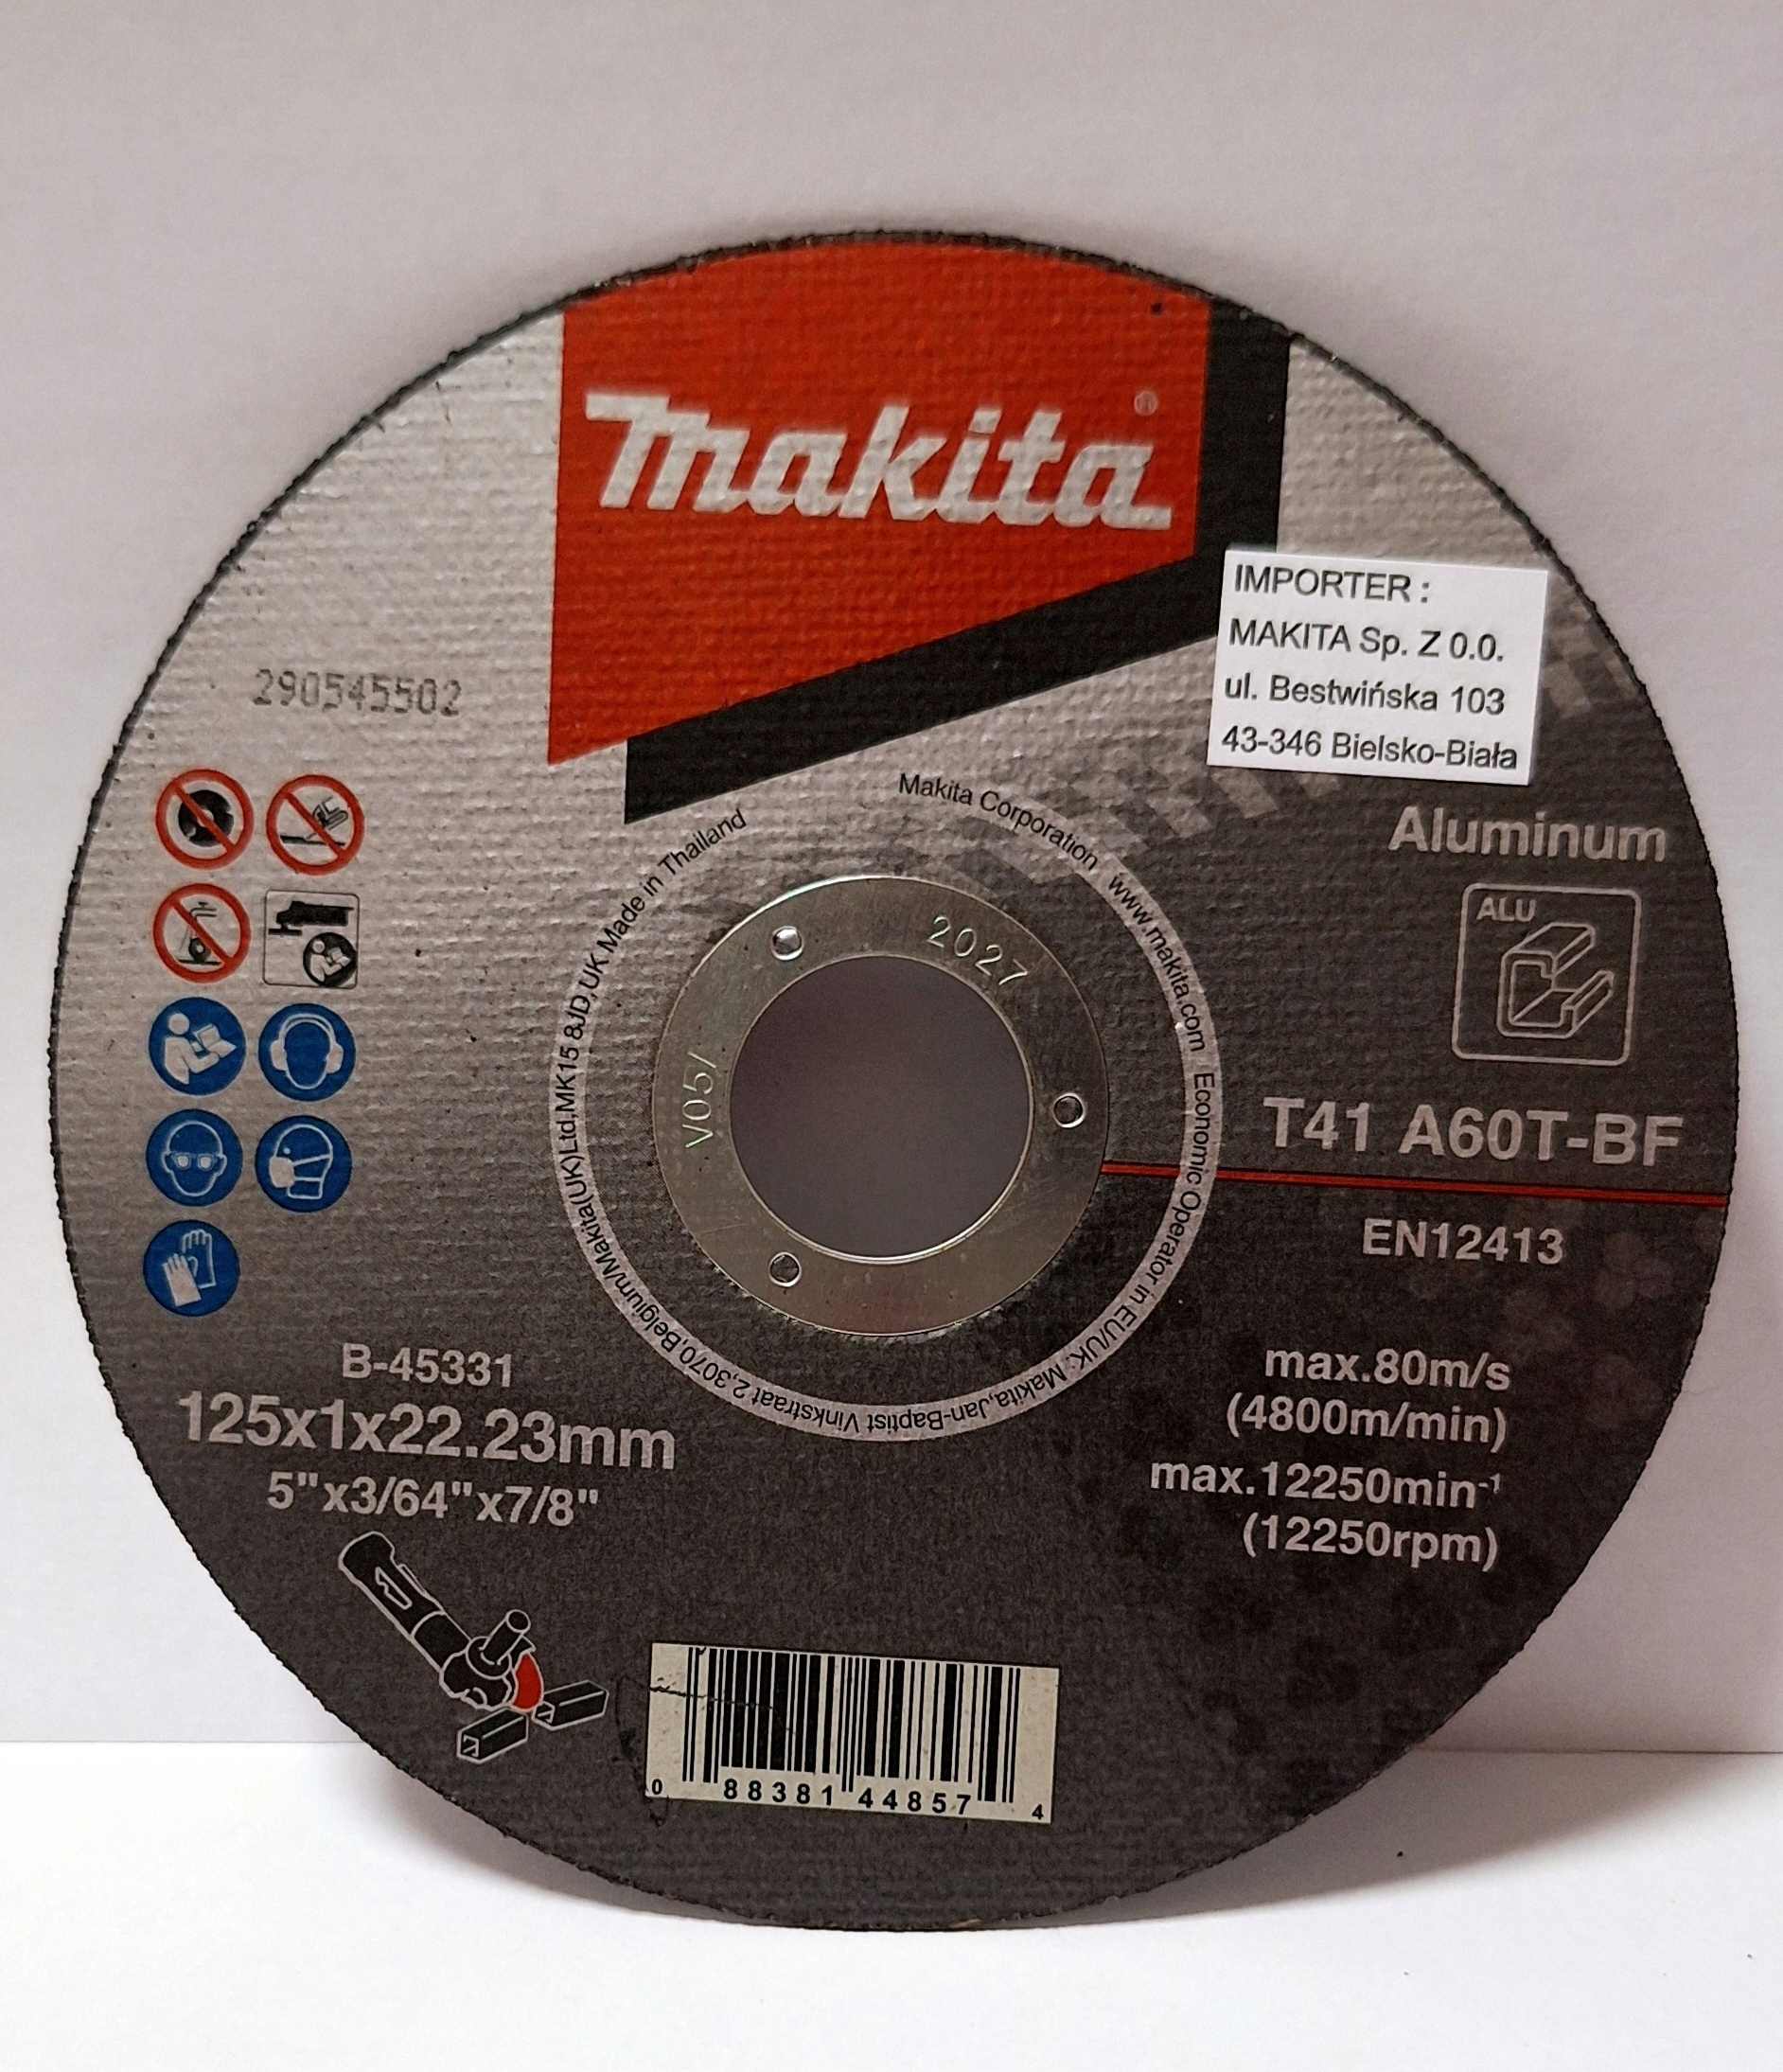 makita®
IMPORTER :
MAKITA Sp. Z 0.0.
ul. Bestwińska 103
43-346 Bielsko-Biała
290545502
Aluminum
ALU
Makita Corporation www.makita.com Economic Operator in EU/UK: Makita,Jan-Baptist Vinkstraat 2,3070,Belgium/Makita(UK)Ltd,MK15 8JD,UK Made in Thailand
2027
V057
T41 A60T-BF
EN12413
B-45331
125x1x22.23mm
5"x3/64"x7/8"
max.80m/s
(4800m/min)
max.12250min⁻¹
(12250rpm)
0 88381 44857 4